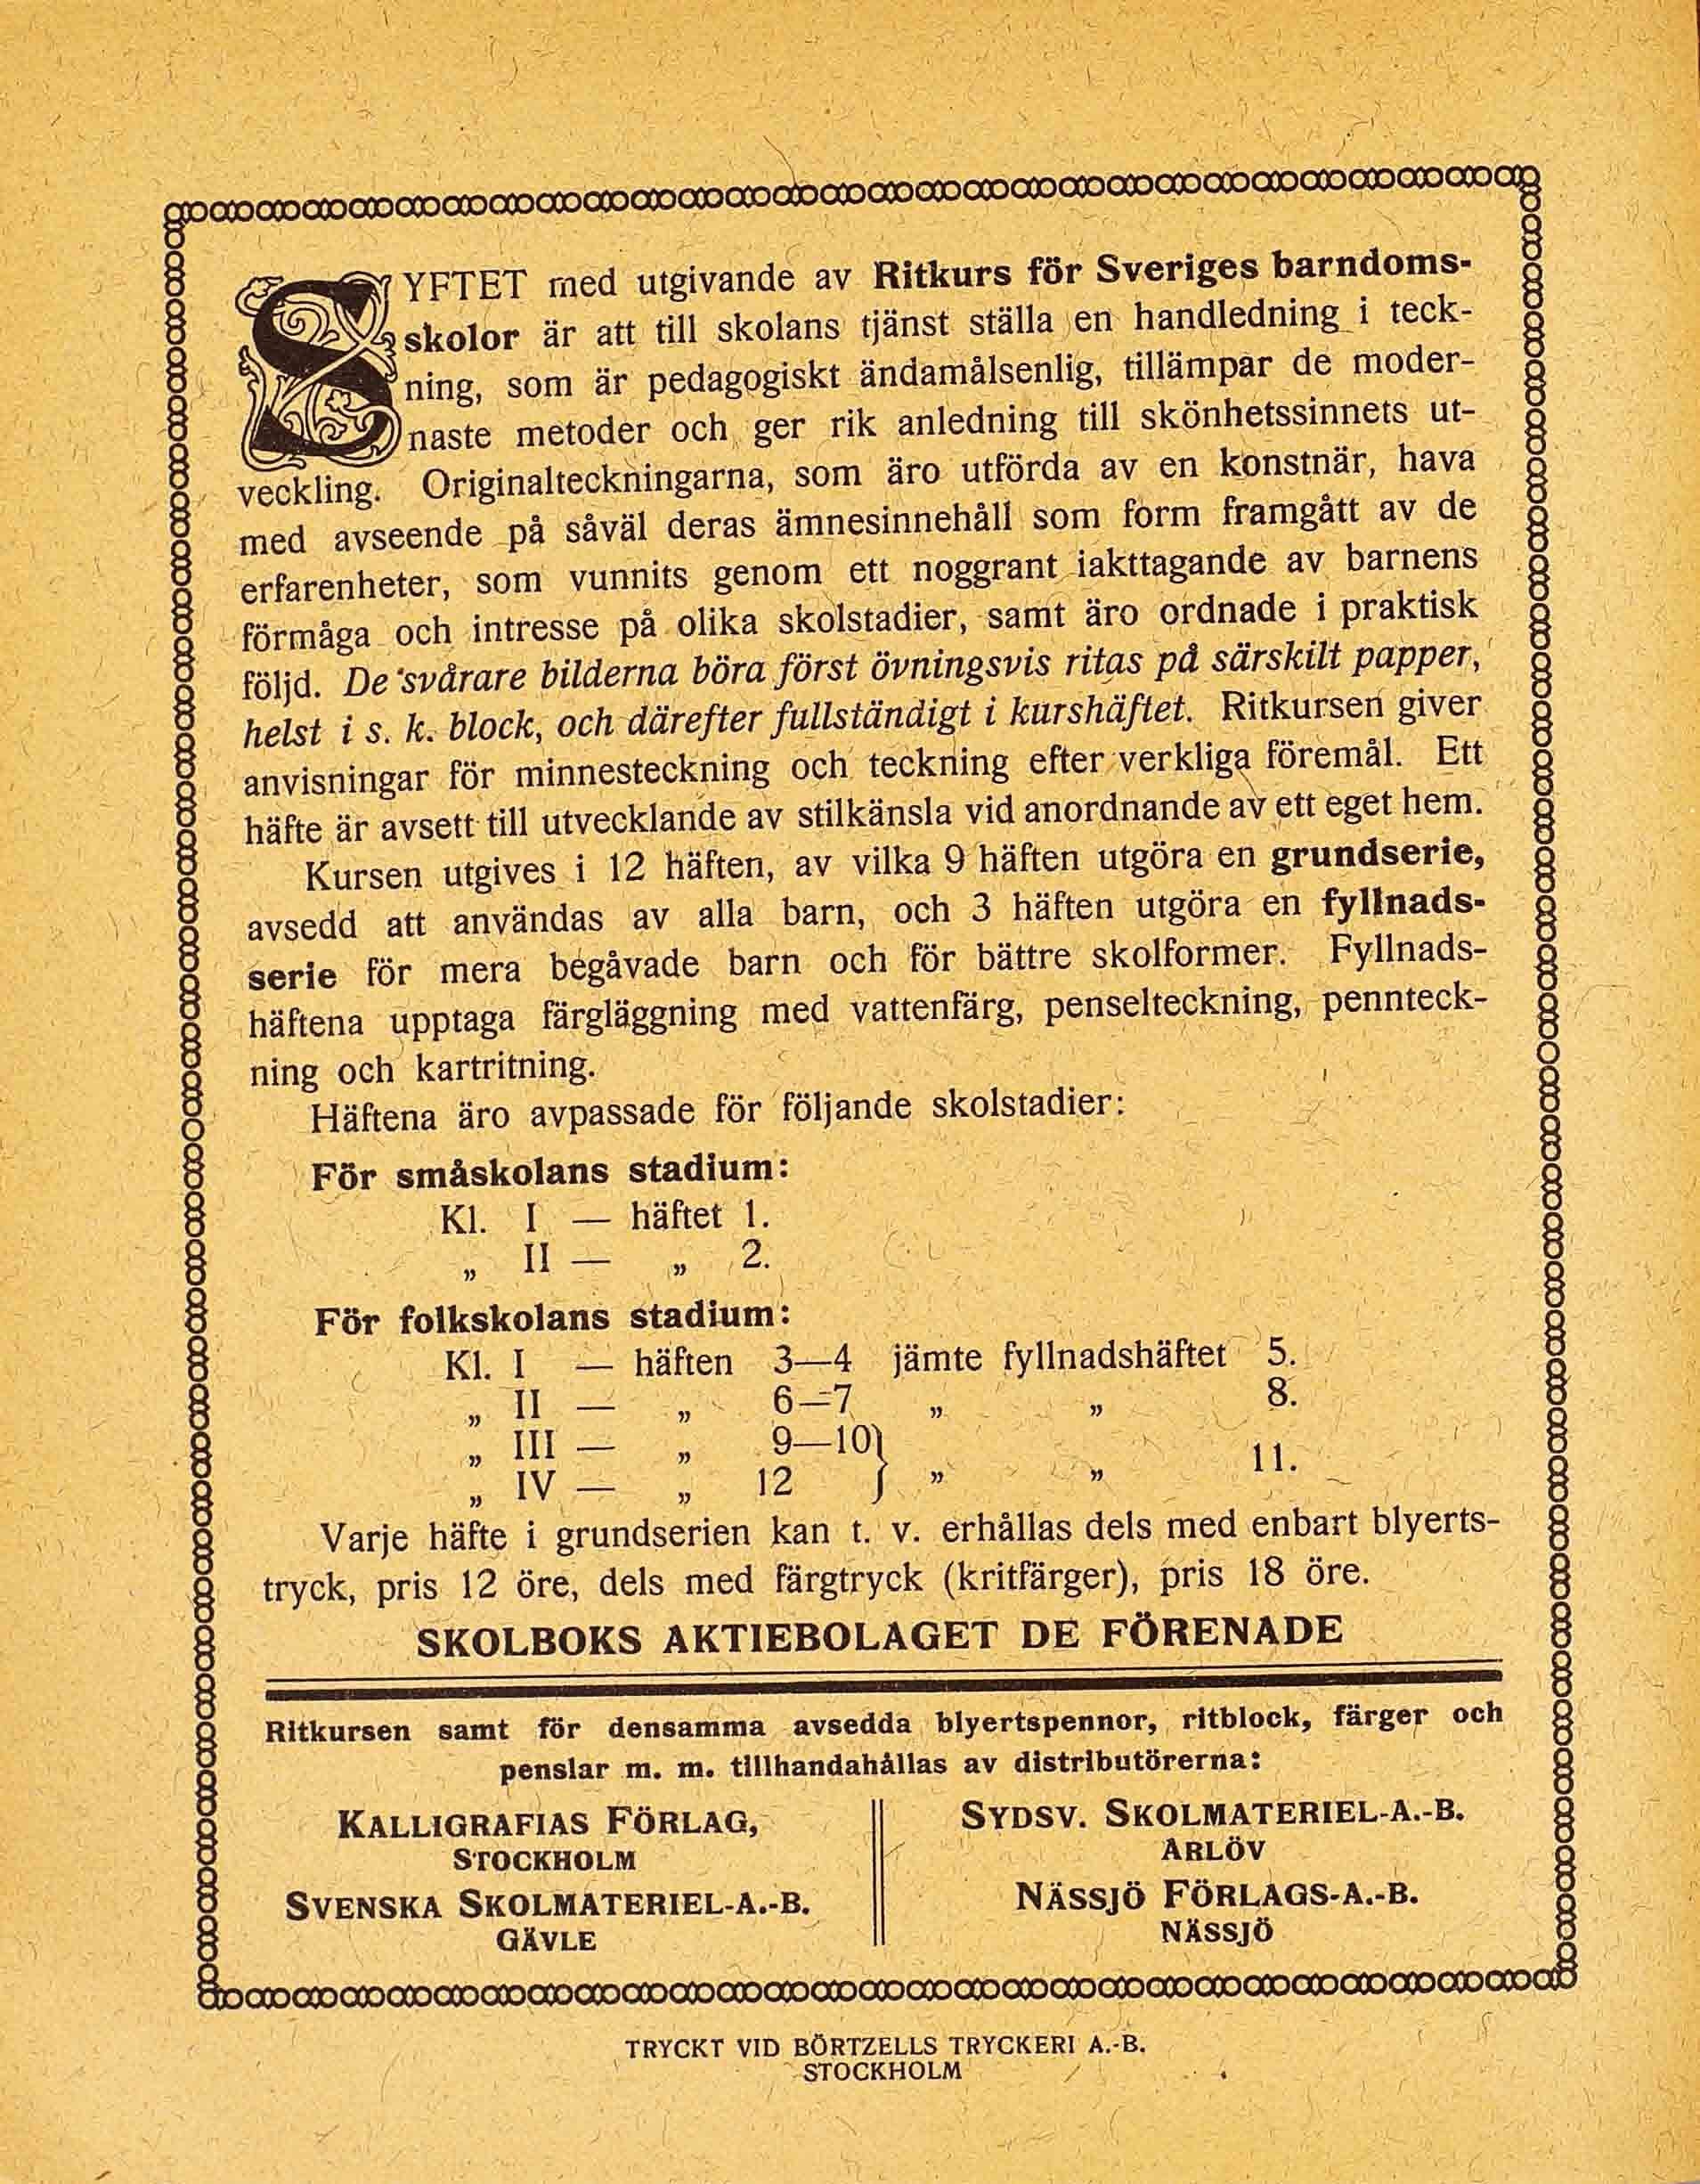 SYFTET med utgivande av Ritkurs för Sveriges barndoms-
skolor är att till skolans tjänst ställa en handledning i teck-
ning, som är pedagogiskt ändamålsenlig, tillämpar de moder-
naste metoder och ger rik anledning till skönhetssinnets ut-
veckling. Originalteckningarna, som äro utförda av en konstnär, hava
med avseende på såväl deras ämnesinnehåll som form framgått av de
erfarenheter, som vunnits genom ett noggrant iakttagande av barnens
förmåga och intresse på olika skolstadier, samt äro ordnade i praktisk
följd. De svårare bilderna böra först övningsvis ritas på särskilt papper,
helst i s. k. block, och därefter fullständigt i kurshäftet. Ritkursen giver
anvisningar för minnesteckning och teckning efter verkliga föremål. Ett
häfte är avsett till utvecklande av stilkänsla vid anordnande av ett eget hem.
Kursen utgives i 12 häften, av vilka 9 häften utgöra en grundserie,
avsedd att användas av alla barn, och 3 häften utgöra en fyllnads-
serie för mera begåvade barn och för bättre skolformer. Fyllnads-
häftena upptaga färgläggning med vattenfärg, penselteckning, pennteck-
ning och kartritning.
Häftena äro avpassade för följande skolstadier:
För småskolans stadium:
Kl. I — häftet 1.
„ II — „ 2.
För folkskolans stadium:
Kl. I — häften 3—4 jämte fyllnadshäftet 5.
„ II — „ 6—7 „ „ 8.
„ III — „ 9—10}
„ IV — „ 12 } „ „ 11.
Varje häfte i grundserien kan t. v. erhållas dels med enbart blyerts-
tryck, pris 12 öre, dels med färgtryck (kritfärger), pris 18 öre.
SKOLBOKS AKTIEBOLAGET DE FÖRENADE
Ritkursen samt för densamma avsedda blyertspennor, ritblock, färger och
penslar m. m. tillhandahållas av distributörerna:
KALLIGRAFIAS FÖRLAG,
STOCKHOLM
SVENSKA SKOLMATERIEL-A.-B.
GÄVLE
SYDSV. SKOLMATERIEL-A.-B.
ARLÖV
NÄSSJÖ FÖRLAGS-A.-B.
NÄSSJÖ
TRYCKT VID BÖRTZELLS TRYCKERI A.-B.
STOCKHOLM